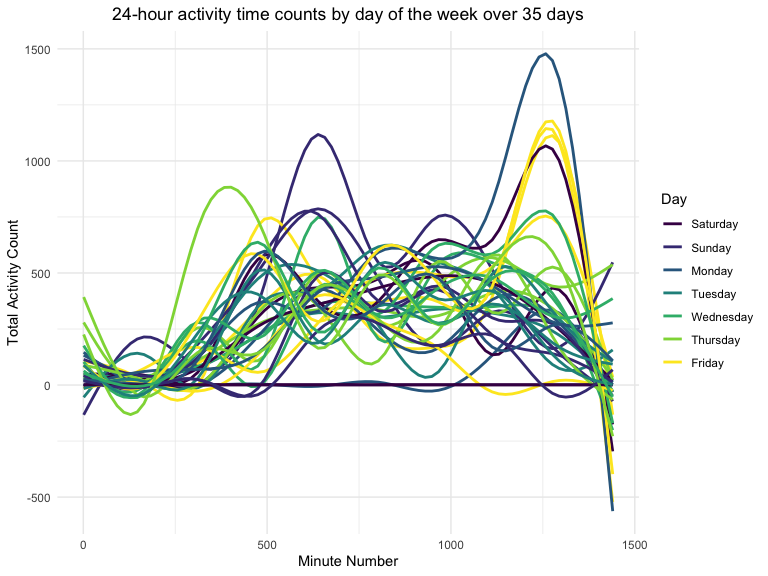 24-hour activity time counts by day of the week over 35 days
Total Activity Count
1500
1000
500
0
-500
0 500 1000 1500
Minute Number
Day
Saturday
Sunday
Monday
Tuesday
Wednesday
Thursday
Friday